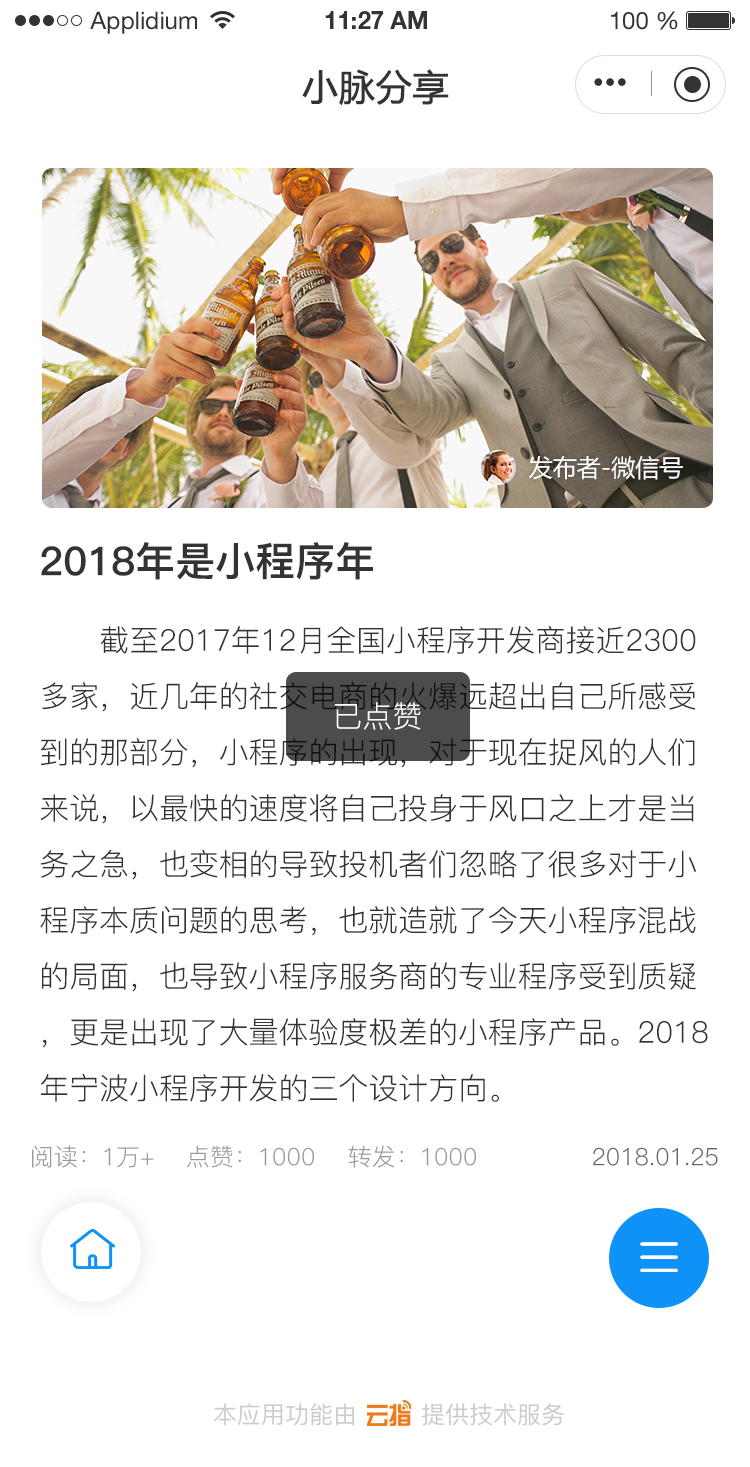 Applidium 11:27 AM 100 %
小脉分享
发布者-微信号
2018年是小程序年
截至2017年12月全国小程序开发商接近2300
多家，近几年的社交电商的火爆远超出自己所感受
已点赞
到的那部分，小程序的出现，对于现在捉风的人们
来说，以最快的速度将自己投身于风口之上才是当
务之急，也变相的导致投机者们忽略了很多对于小
程序本质问题的思考，也就造就了今天小程序混战
的局面，也导致小程序服务商的专业程序受到质疑
，更是出现了大量体验度极差的小程序产品。2018
年宁波小程序开发的三个设计方向。
阅读：1万+ 点赞：1000 转发：1000 2018.01.25
本应用功能由 云指 提供技术服务